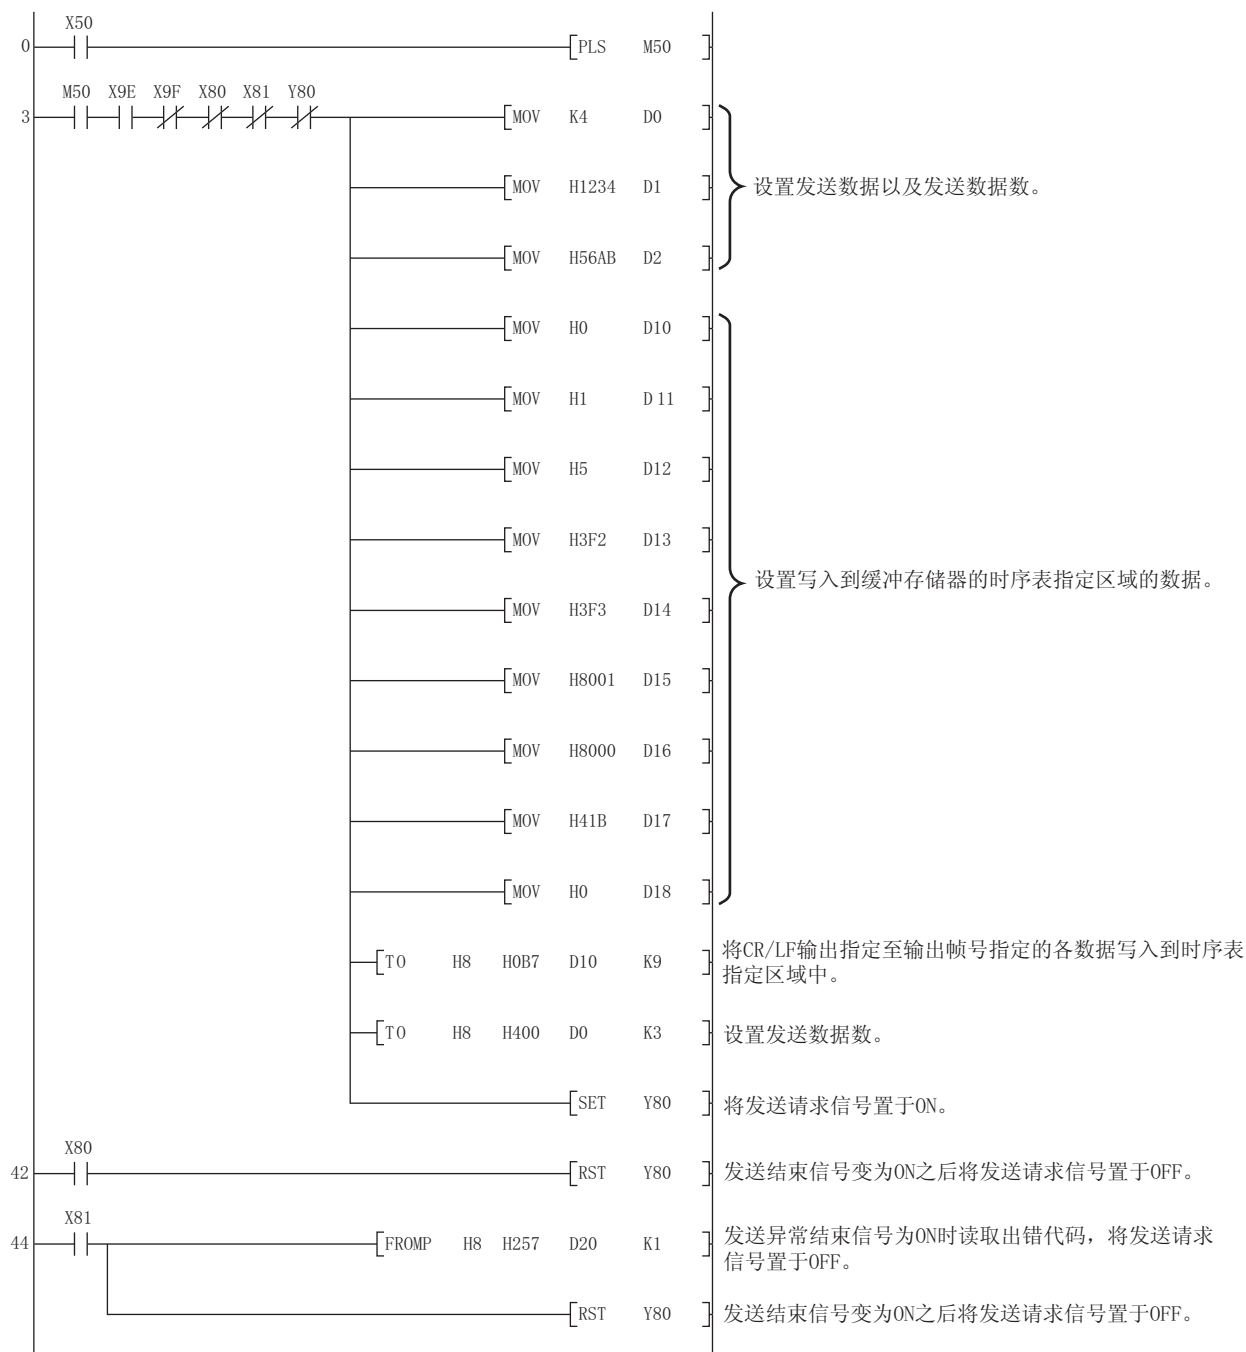 X50
0 PLS M50
M50 X9E X9F X80 X81 Y80
3 MOV K4 D0
MOV H1234 D1
设置发送数据以及发送数据数。
MOV H56AB D2
MOV H0 D10
MOV H1 D11
MOV H5 D12
MOV H3F2 D13
设置写入到缓冲存储器的时序表指定区域的数据。
MOV H3F3 D14
MOV H8001 D15
MOV H8000 D16
MOV H41B D17
MOV H0 D18
TO H8 H0B7 D10 K9
将CR/LF输出指定至输出帧号指定的各数据写入到时序表
指定区域中。
TO H8 H400 D0 K3
设置发送数据数。
SET Y80
将发送请求信号置于ON。
X80
42 RST Y80
发送结束信号变为ON之后将发送请求信号置于OFF。
X81
44 FROMP H8 H257 D20 K1
发送异常结束信号为ON时读取出错代码，将发送请求
信号置于OFF。
RST Y80
发送结束信号变为ON之后将发送请求信号置于OFF。